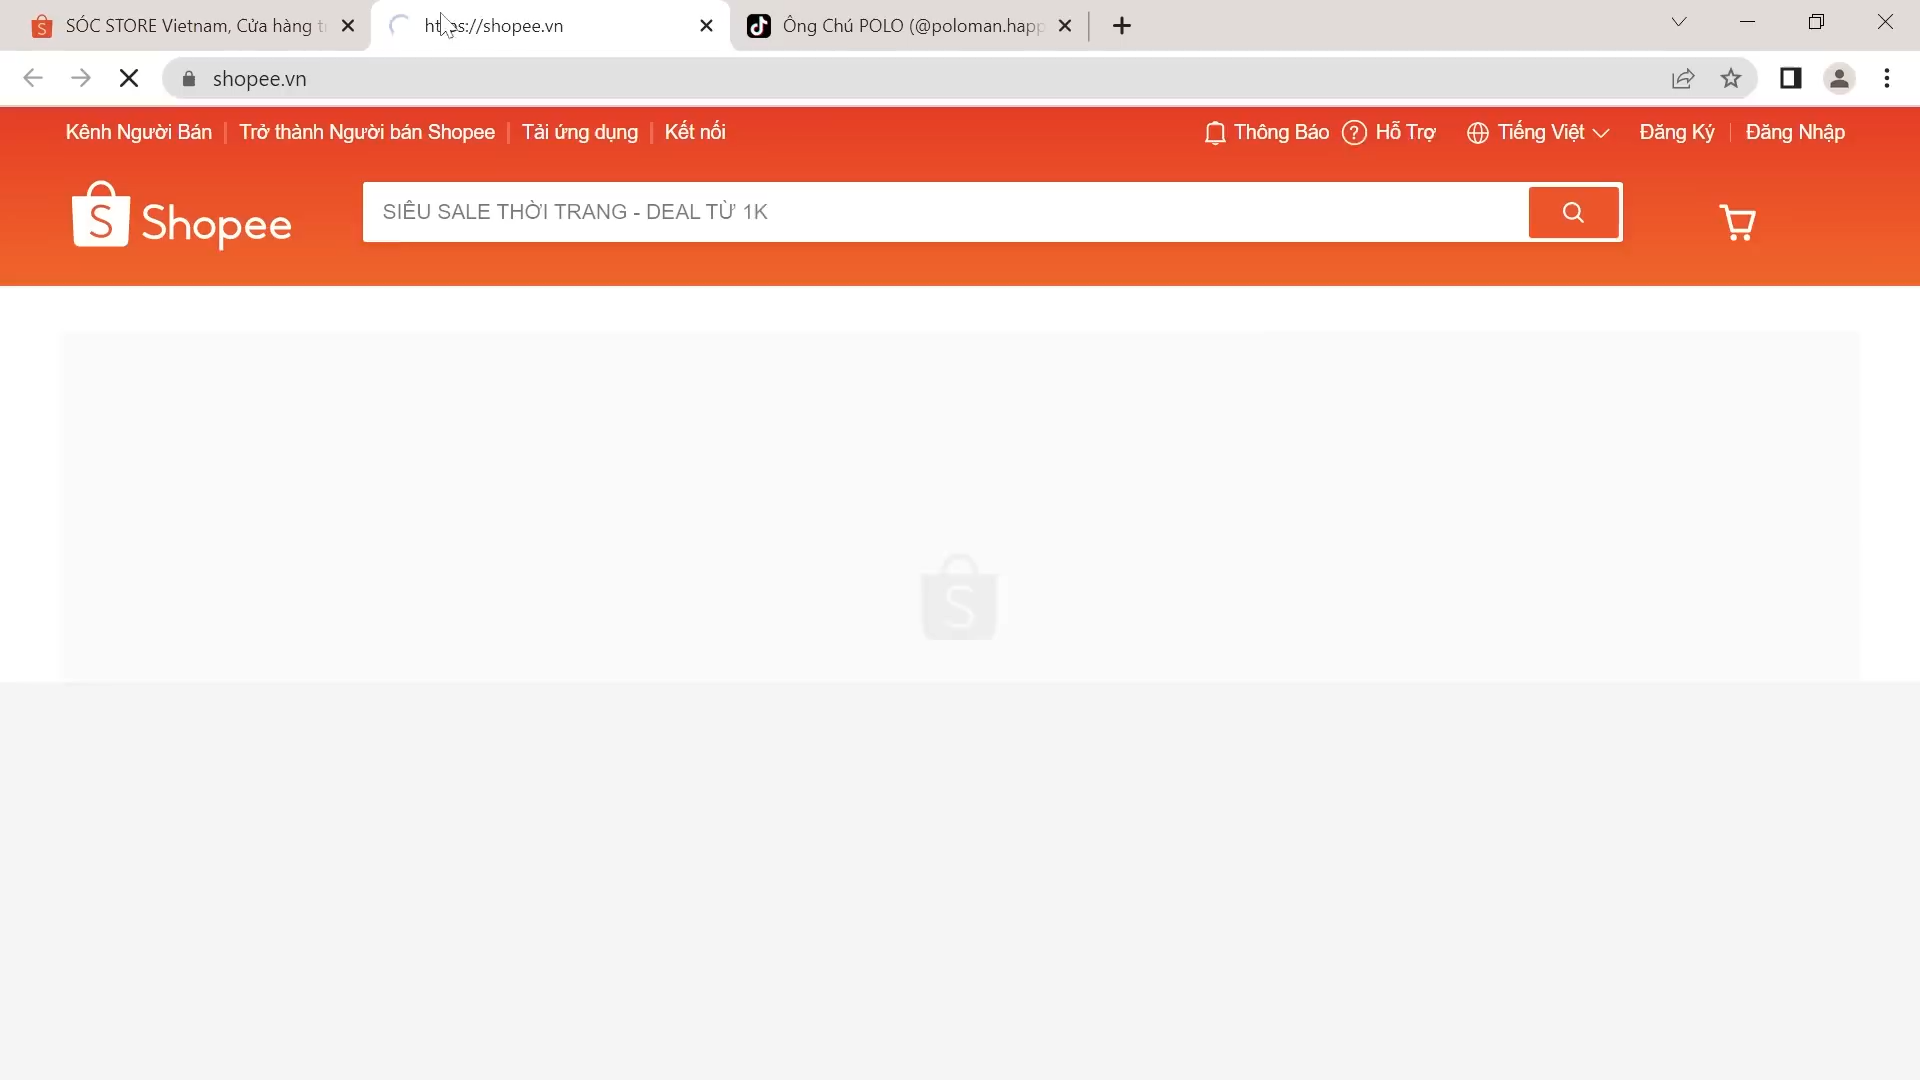 SÓC STORE Vietnam, Cửa hàng
https://shopee.vn
Ông Chú POLO (@poloman.happ
shopee.vn
Kênh Người Bán
Trở thành Người bán Shopee
Tải ứng dụng
Kết nối
Thông Báo
Hỗ Trợ
Tiếng Việt
Đăng Ký
Đăng Nhập
Shopee
SIÊU SALE THỜI TRANG - DEAL TỪ 1K